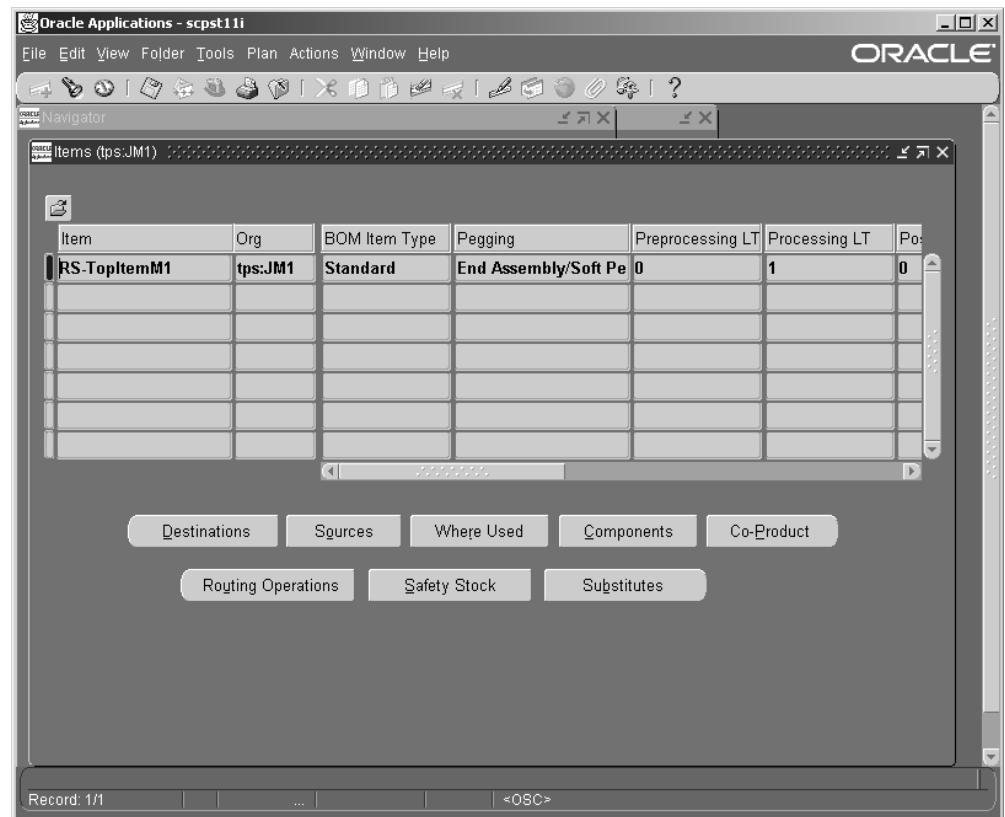 Oracle Applications - scpst11i
File Edit View Folder Tools Plan Actions Window Help
ORACLE
Navigator
Items (tps:JM1)
Item Org BOM Item Type Pegging Preprocessing LT Processing LT Pos
RS-TopItemM1 tps:JM1 Standard End Assembly/Soft Pe 0 1 0
Destinations Sources Where Used Components Co-Product
Routing Operations Safety Stock Substitutes
Record: 1/1 ... <OSC>